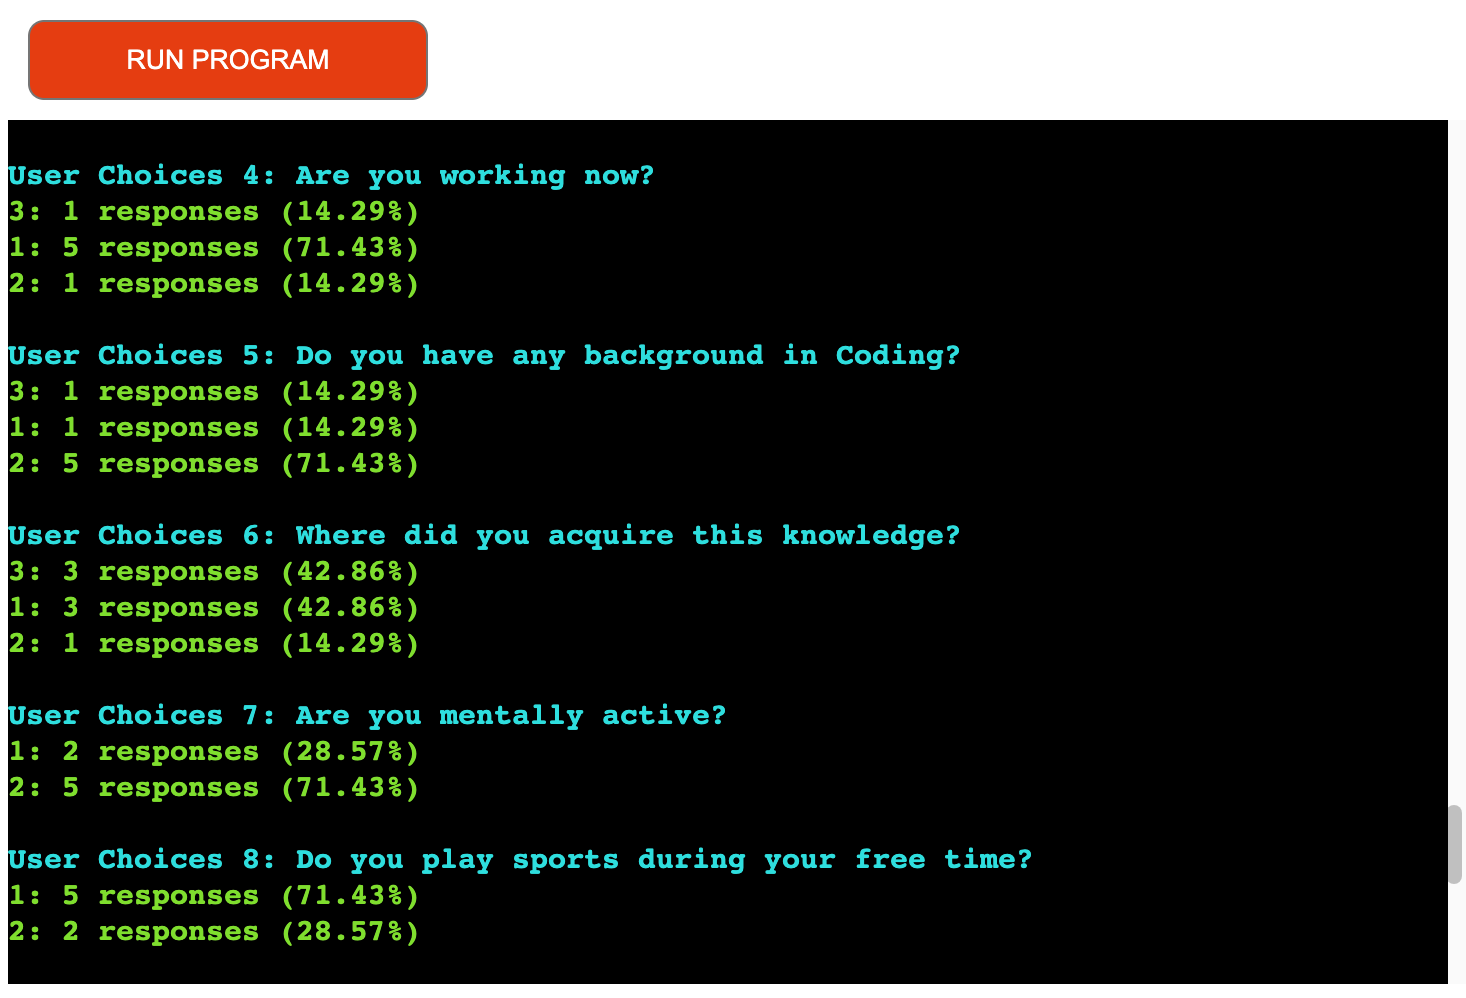 RUN PROGRAM
User Choices 4: Are you working now?
3: 1 responses (14.29%)
1: 5 responses (71.43%)
2: 1 responses (14.29%)
User Choices 5: Do you have any background in Coding?
3: 1 responses (14.29%)
1: 1 responses (14.29%)
2: 5 responses (71.43%)
User Choices 6: Where did you acquire this knowledge?
3: 3 responses (42.86%)
1: 3 responses (42.86%)
2: 1 responses (14.29%)
User Choices 7: Are you mentally active?
1: 2 responses (28.57%)
2: 5 responses (71.43%)
User Choices 8: Do you play sports during your free time?
1: 5 responses (71.43%)
2: 2 responses (28.57%)